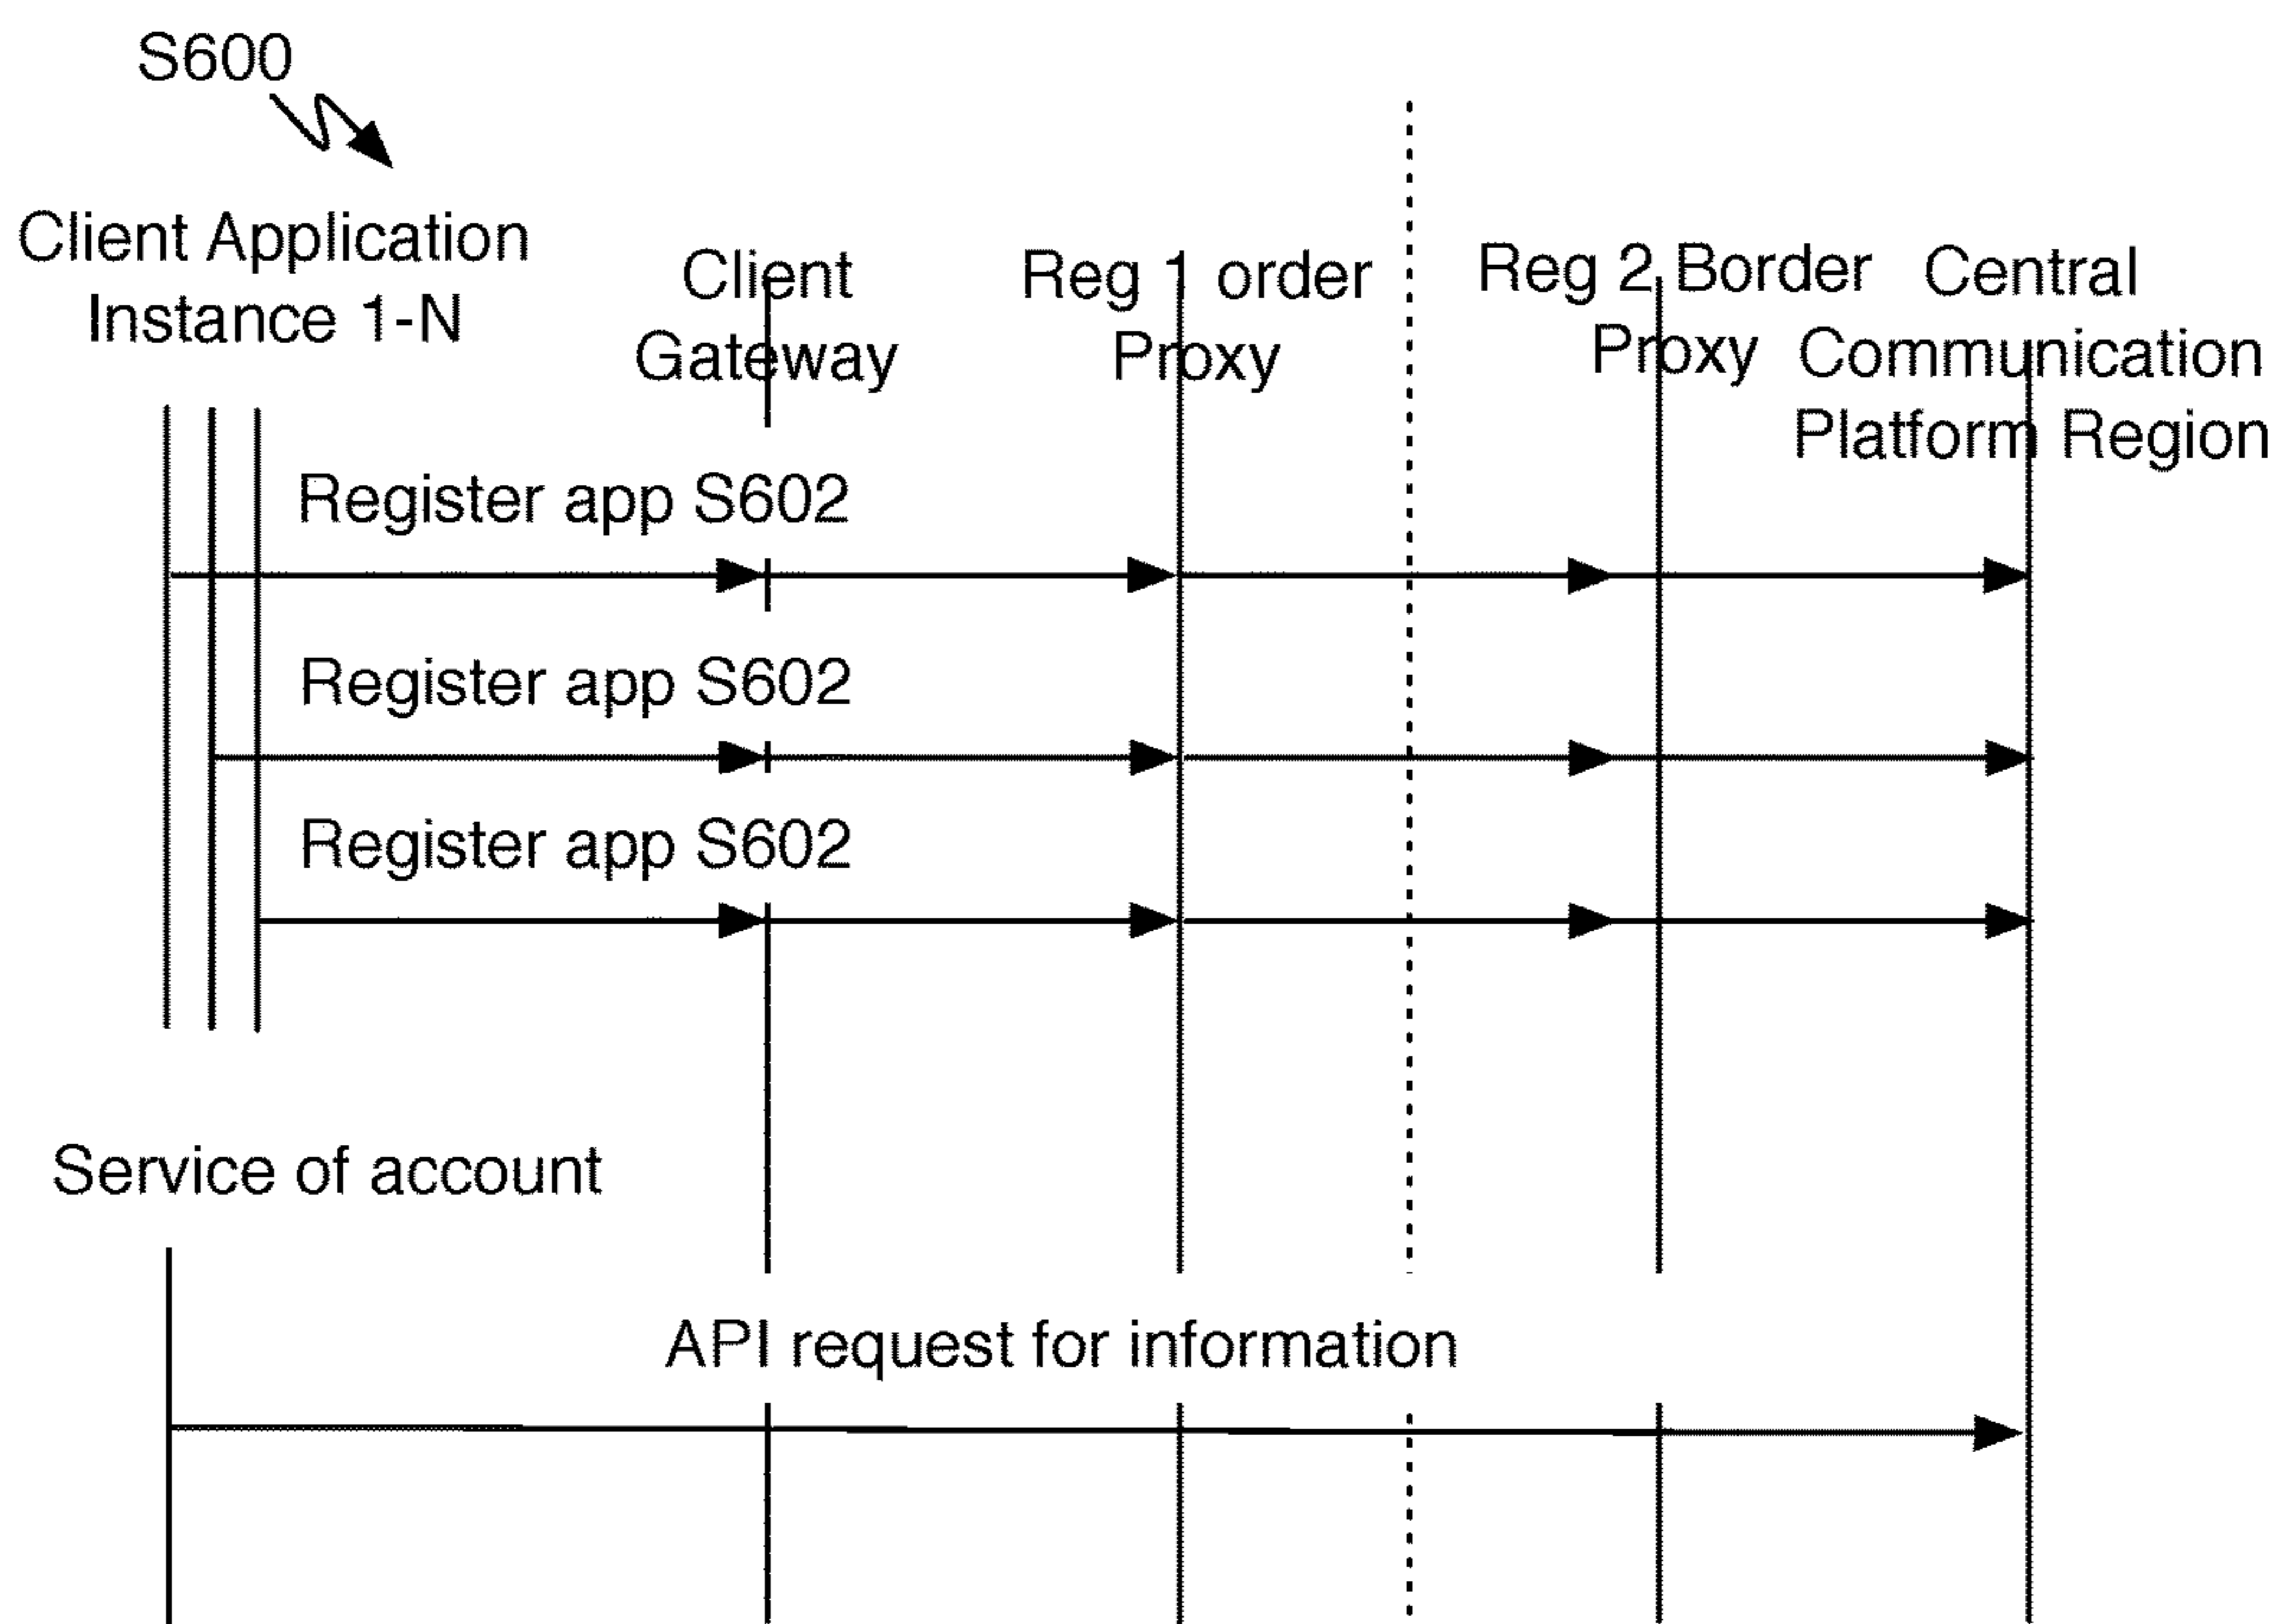 S600
Client Application
Instance 1-N
Client
Gateway
Reg 1 order
Proxy
Reg 2 Border
Proxy
Central
Communication
Platform Region
Register app S602
Register app S602
Register app S602
Service of account
API request for information